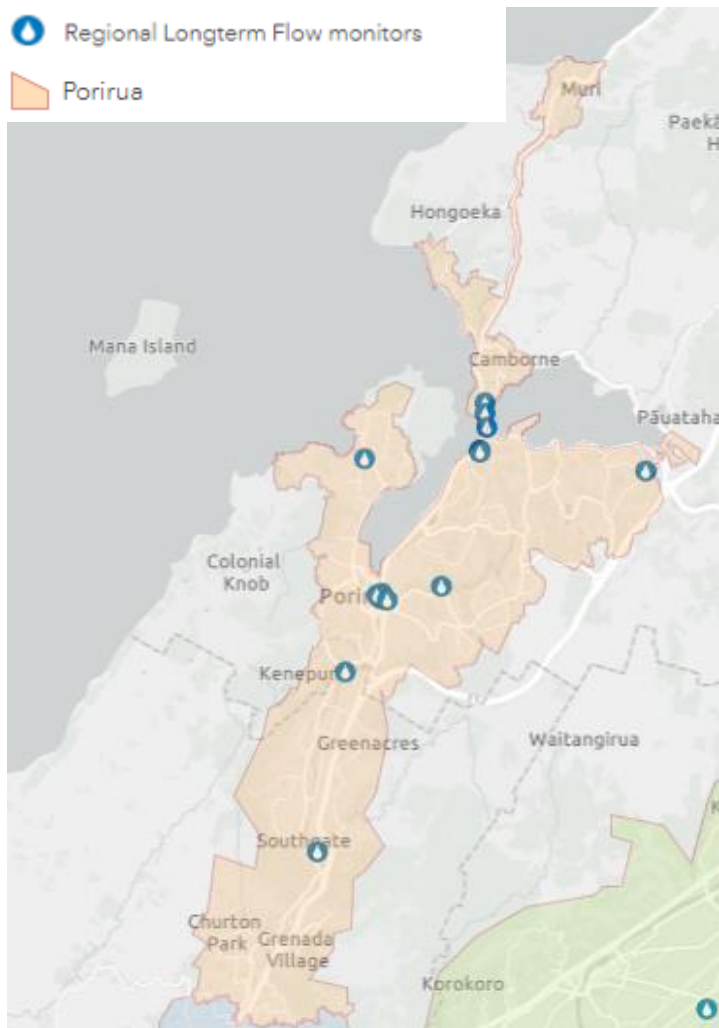 Regional Longterm Flow monitors
Porirua
Muri
Paekā
H
Hongoeka
Mana Island
Camborne
Pāuataha
Colonial
Knob
Pori
Kenepur
Greenacres
Waitangirua
Southgate
Churton
Park
Grenada
Village
Korokoro
K